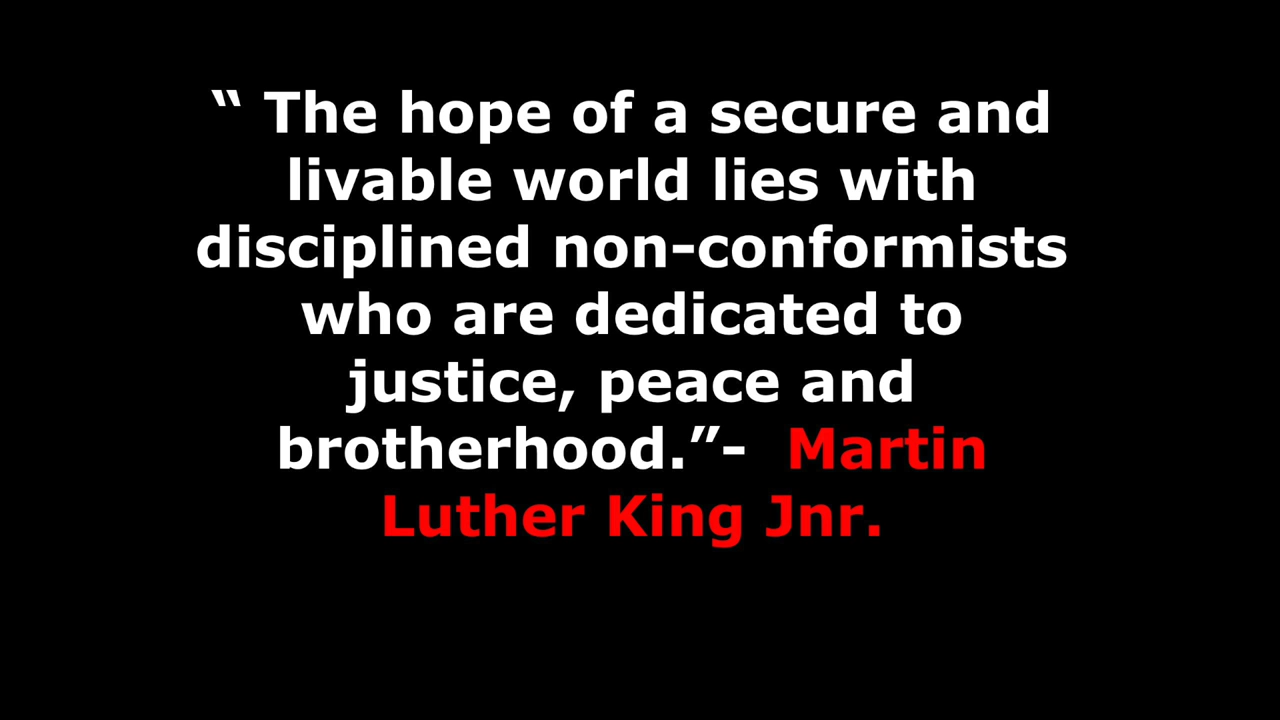 “ The hope of a secure and
livable world lies with
disciplined non-conformists
who are dedicated to
justice, peace and
brotherhood.”-  Martin
Luther King Jnr.